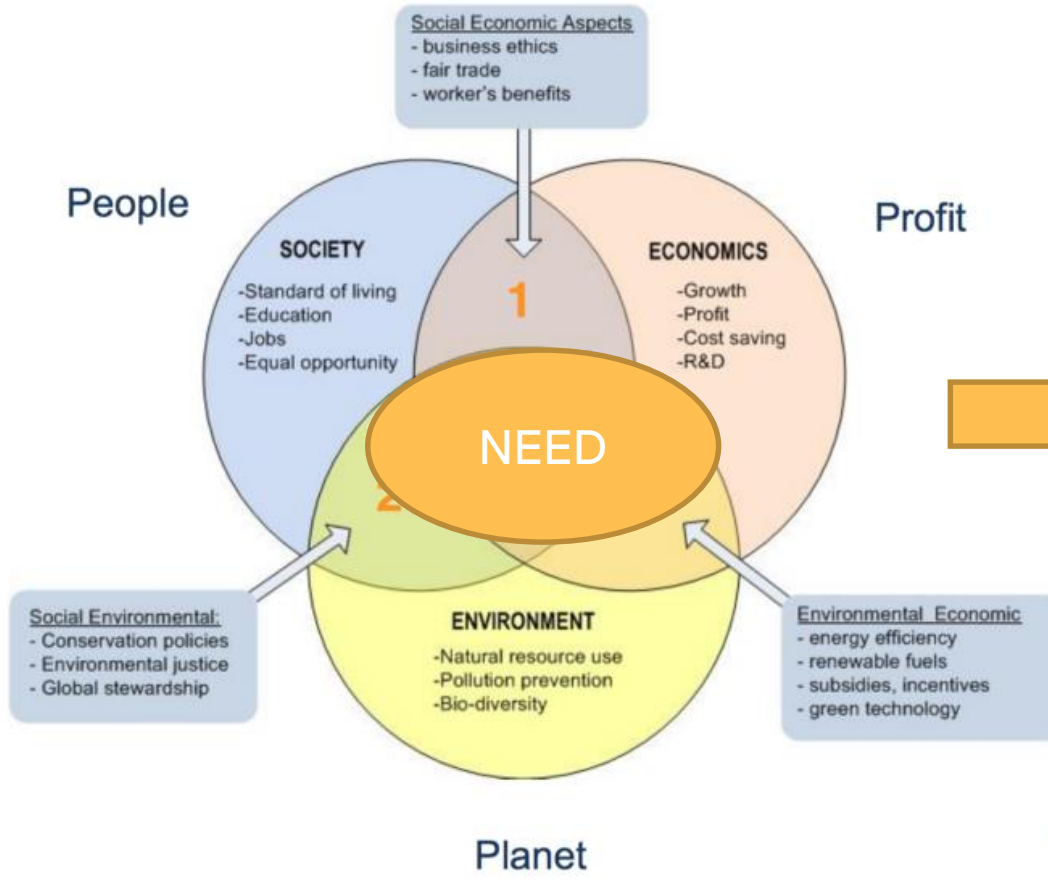 Social Economic Aspects
- business ethics
- fair trade
- worker's benefits
People
Profit
SOCIETY
-Standard of living
-Education
-Jobs
-Equal opportunity
1
ECONOMICS
-Growth
-Profit
-Cost saving
-R&D
NEED
2
Social Environmental:
- Conservation policies
- Environmental justice
- Global stewardship
ENVIRONMENT
-Natural resource use
-Pollution prevention
-Bio-diversity
Environmental Economic
- energy efficiency
- renewable fuels
- subsidies, incentives
- green technology
Planet